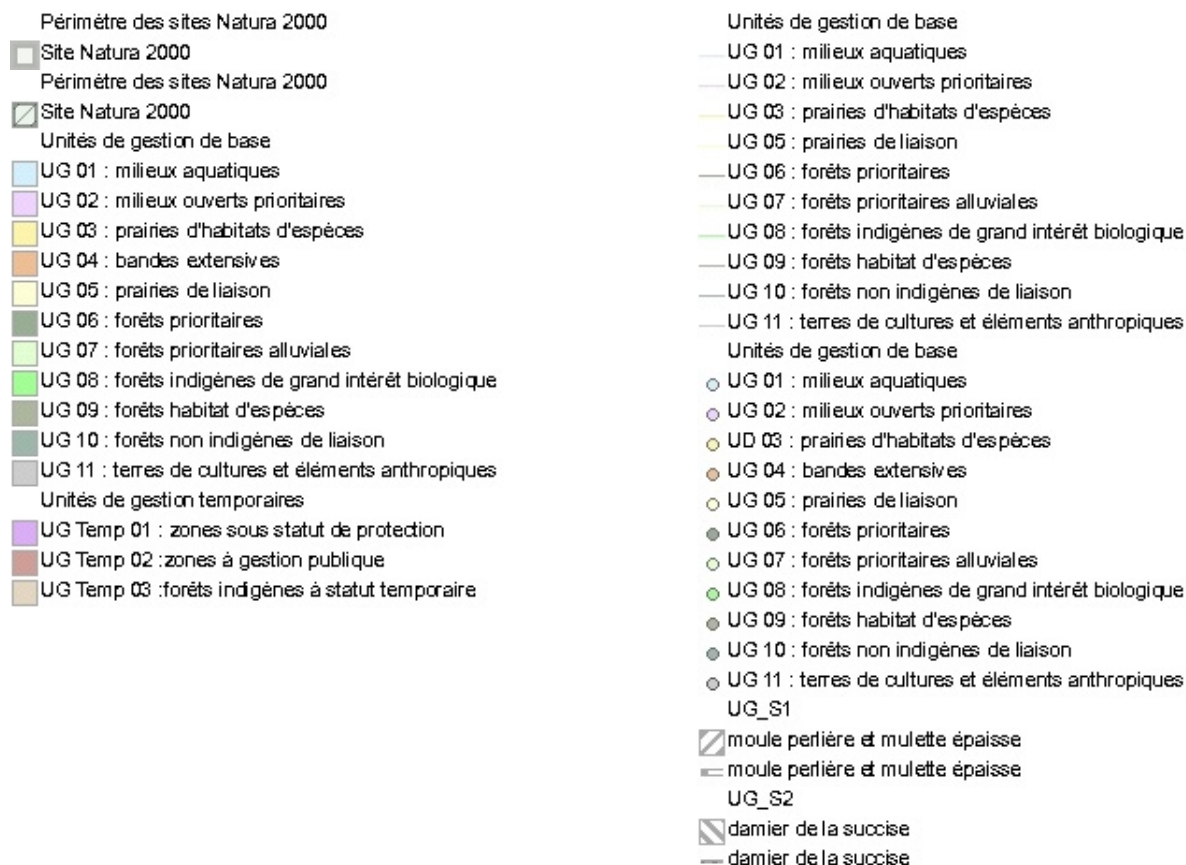 Périmètre des sites Natura 2000
Site Natura 2000
Périmètre des sites Natura 2000
Site Natura 2000
Unités de gestion de base
UG 01 : milieux aquatiques
UG 02 : milieux ouverts prioritaires
UG 03 : prairies d'habitats d'espèces
UG 04 : bandes extensives
UG 05 : prairies de liaison
UG 06 : forêts prioritaires
UG 07 : forêts prioritaires alluviales
UG 08 : forêts indigènes de grand intérêt biologique
UG 09 : forêts habitat d'espèces
UG 10 : forêts non indigènes de liaison
UG 11 : terres de cultures et éléments anthropiques
Unités de gestion temporaires
UG Temp 01 : zones sous statut de protection
UG Temp 02 :zones à gestion publique
UG Temp 03 :forêts indigènes à statut temporaire
Unités de gestion de base
UG 01 : milieux aquatiques
UG 02 : milieux ouverts prioritaires
UG 03 : prairies d'habitats d'espèces
UG 05 : prairies de liaison
UG 06 : forêts prioritaires
UG 07 : forêts prioritaires alluviales
UG 08 : forêts indigènes de grand intérêt biologique
UG 09 : forêts habitat d'espèces
UG 10 : forêts non indigènes de liaison
UG 11 : terres de cultures et éléments anthropiques
Unités de gestion de base
UG 01 : milieux aquatiques
UG 02 : milieux ouverts prioritaires
UD 03 : prairies d'habitats d'espèces
UG 04 : bandes extensives
UG 05 : prairies de liaison
UG 06 : forêts prioritaires
UG 07 : forêts prioritaires alluviales
UG 08 : forêts indigènes de grand intérêt biologique
UG 09 : forêts habitat d'espèces
UG 10 : forêts non indigènes de liaison
UG 11 : terres de cultures et éléments anthropiques
UG_S1
moule perlière et mulette épaisse
moule perlière et mulette épaisse
UG_S2
damier de la succise
damier de la succise